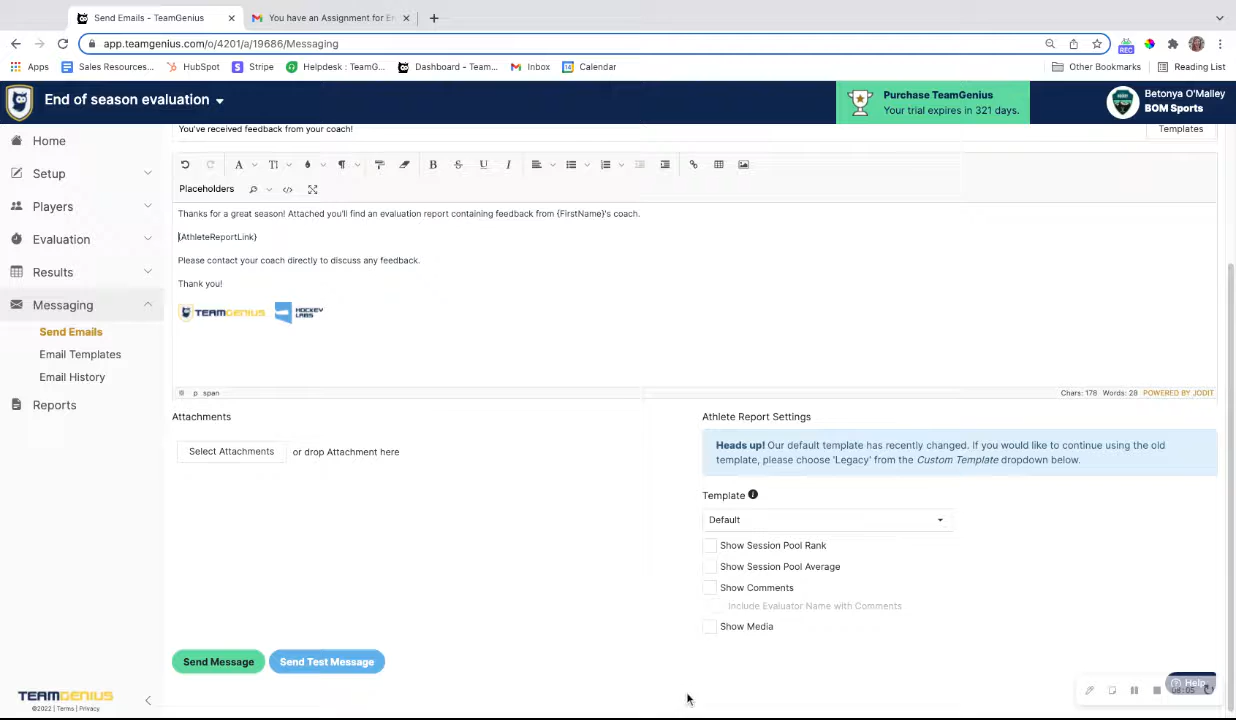 Send Emails - TeamGenius
You have an Assignment for En
app.teamgenius.com/o/4201/a/19686/Messaging
REC
Apps
Sales Resources...
HubSpot
Stripe
Helpdesk : TeamG...
Dashboard - Team...
Inbox
Calendar
Other Bookmarks
Reading List
End of season evaluation
Purchase TeamGenius
Your trial expires in 321 days.
Betonya O'Malley
BOM Sports
Home
Setup
Players
Evaluation
Results
Messaging
Send Emails
Email Templates
Email History
Reports
You've received feedback from your coach!
Templates
Placeholders
Thanks for a great season! Attached you'll find an evaluation report containing feedback from {FirstName}'s coach.
{AthleteReportLink}
Please contact your coach directly to discuss any feedback.
Thank you!
TEAMGENIUS
HOCKEY LABS
p span
Chars: 178 Words: 28 POWERED BY JODIT
Attachments
Select Attachments or drop Attachment here
Athlete Report Settings
Heads up! Our default template has recently changed. If you would like to continue using the old
template, please choose 'Legacy' from the Custom Template dropdown below.
Template
Default
Show Session Pool Rank
Show Session Pool Average
Show Comments
Include Evaluator Name with Comments
Show Media
Send Message
Send Test Message
Help
TEAMGENIUS
©2022 | Terms | Privacy